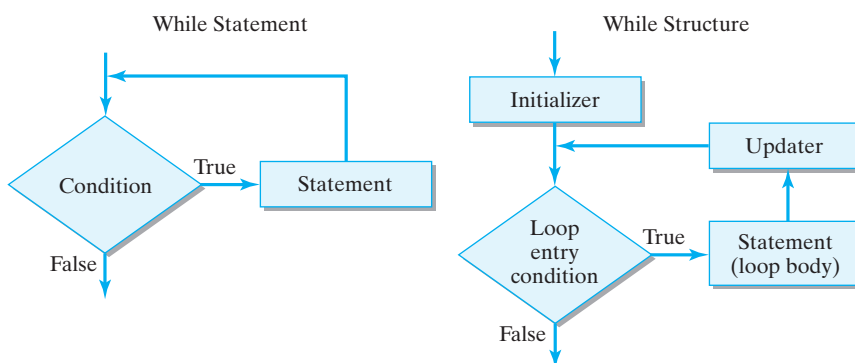 While Statement
Condition
True
Statement
False
While Structure
Initializer
Updater
Loop
entry
condition
True
Statement
(loop body)
False